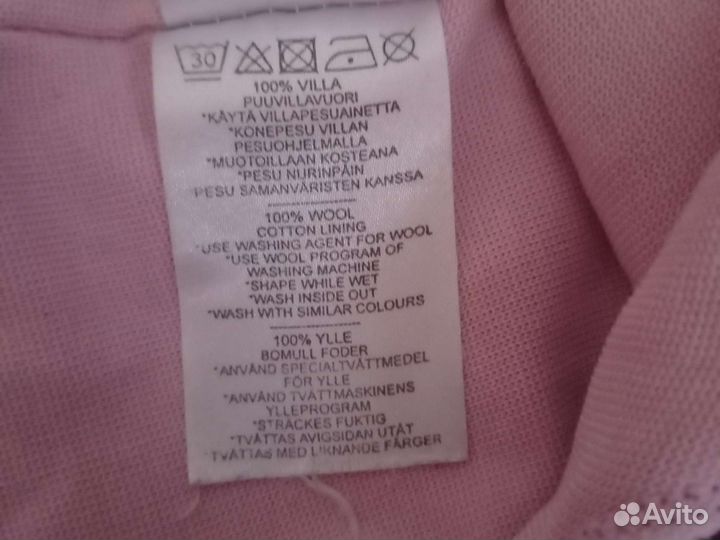 30
100% VILLA
PUUVILLAVUORI
*KÄYTÄ VILLAPESUAINETTA
*KONEPESU VILLAN
PESUOHJELMALLA
*MUOTOILLAAN KOSTEANA
*PESU NURINPÄIN
PESU SAMANVÄRISTEN KANSSA
100% WOOL
COTTON LINING
*USE WASHING AGENT FOR WOOL
*USE WOOL PROGRAM OF
WASHING MACHINE
*SHAPE WHILE WET
*WASH INSIDE OUT
*WASH WITH SIMILAR COLOURS
100% YLLE
BOMULL FODER
*ANVÄND SPECIALTVÄTTMEDEL
FÖR YLLE
*ANVÄND TVÄTTMASKINENS
YLLEPROGRAM
*STRÄCKES FUKTIG
*TVÄTTAS AVIGSIDAN UTÅT
*TVÄTTAS MED LIKNANDE FÄRGER
Avito